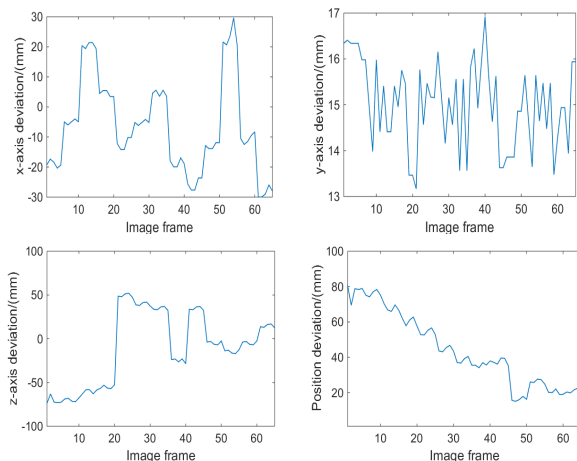 x-axis deviation/(mm)
30
20
10
0
-10
-20
-30
10 20 30 40 50 60
Image frame
y-axis deviation/(mm)
17
16
15
14
13
10 20 30 40 50 60
Image frame
z-axis deviation/(mm)
100
50
0
-50
-100
10 20 30 40 50 60
Image frame
Position deviation/(mm)
100
80
60
40
20
10 20 30 40 50 60
Image frame